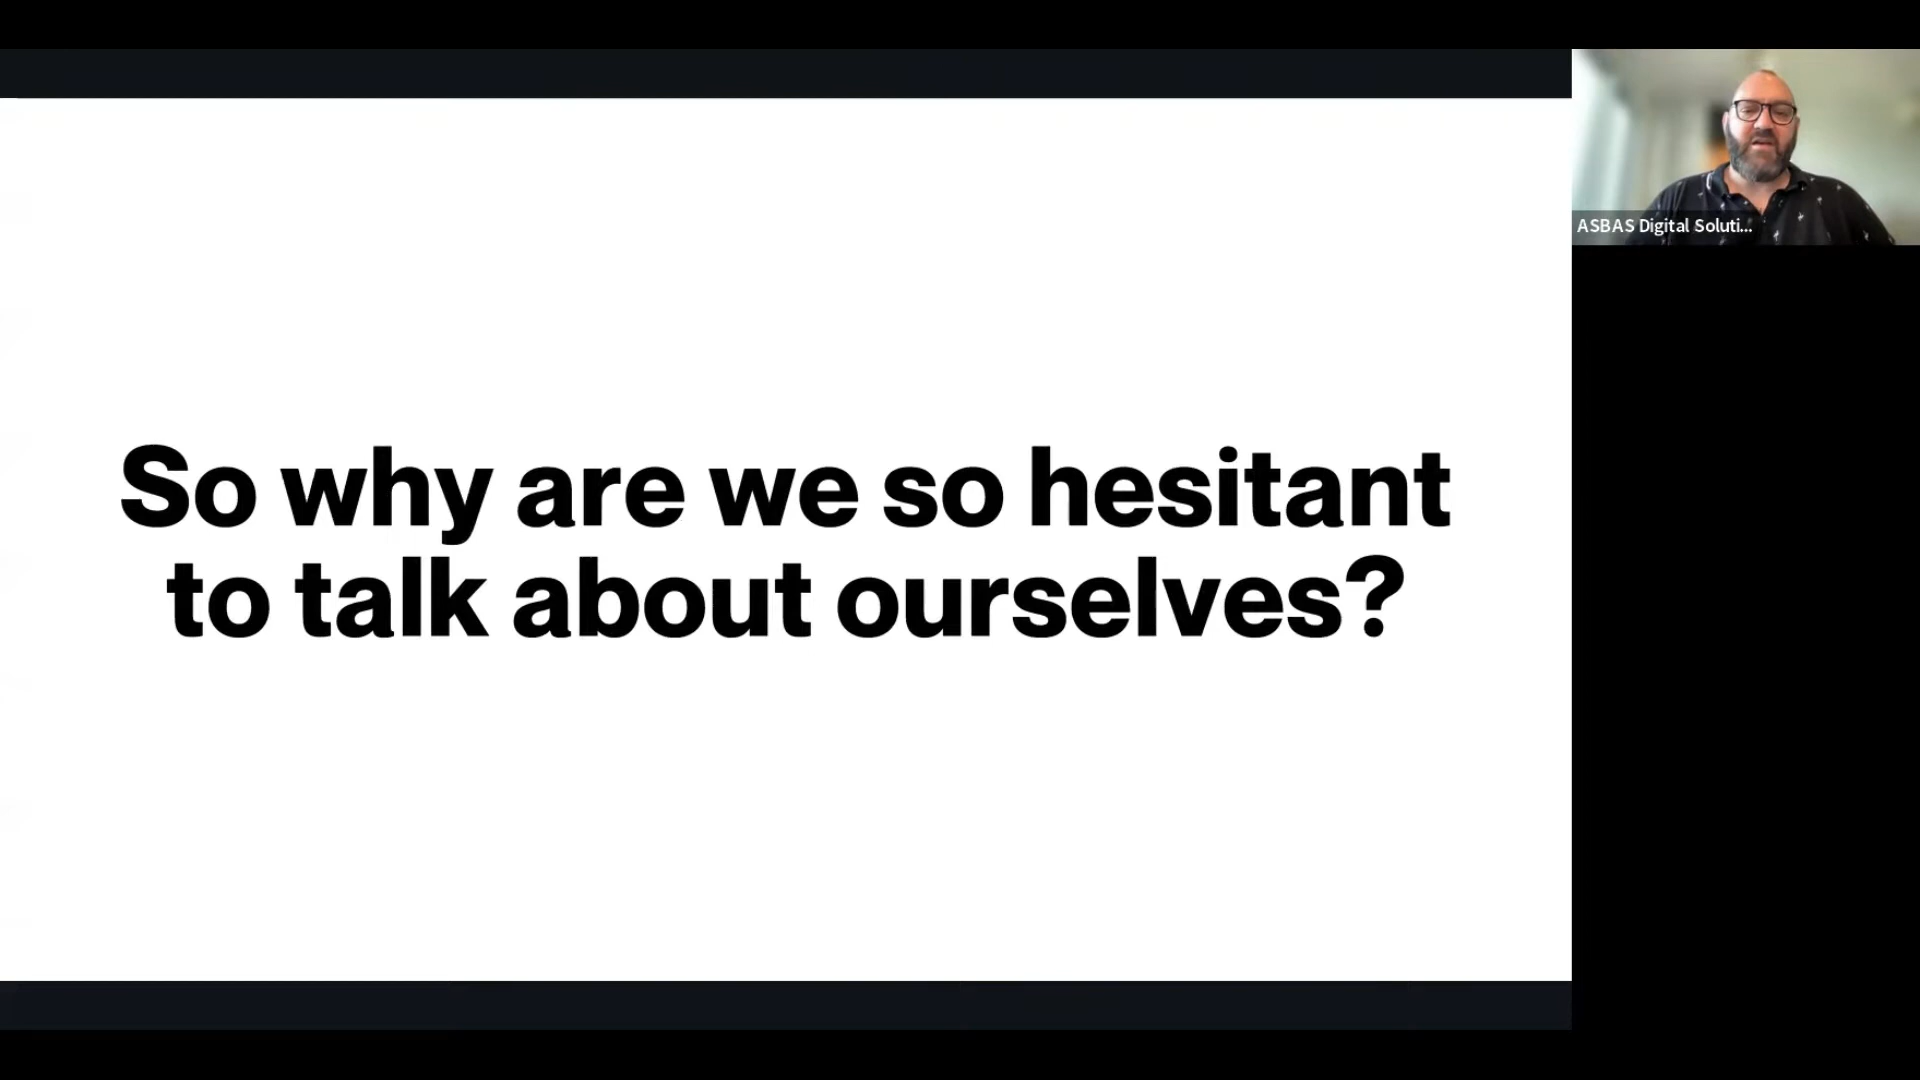 So why are we so hesitant
to talk about ourselves?
ASBAS Digital Soluti...